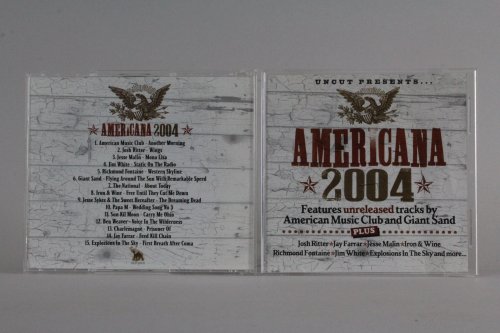 AMERICANA 2004
1. American Music Club - Another Morning
2. Josh Ritter - Wings
3. Jesse Malin - Mona Lisa
4. Jim White - Static On The Radio
5. Richmond Fontaine - Western Skyline
6. Giant Sand - Flying Around The Sun With Remarkable Speed
7. The National - About Today
8. Iron & Wine - Free Until They Cut Me Down
9. Jesse Sykes & The Sweet Hereafter - The Dreaming Dead
10. Papa M - Wedding Song No 3
11. Sun Kil Moon - Carry Me Ohio
12. Ben Weaver - Noisy In The Wilderness
13. Charlemagne - Prisoner Of
14. Jay Farrar - Feed Kill Chain
15. Explosions In The Sky - First Breath After Coma
UNCUT PRESENTS...
AMERICANA
2004
Features unreleased tracks by
American Music Club and Giant Sand
PLUS
Josh Ritter★Jay Farrar★Jesse Malin★Iron & Wine
Richmond Fontaine★Jim White★Explosions In The Sky and more...